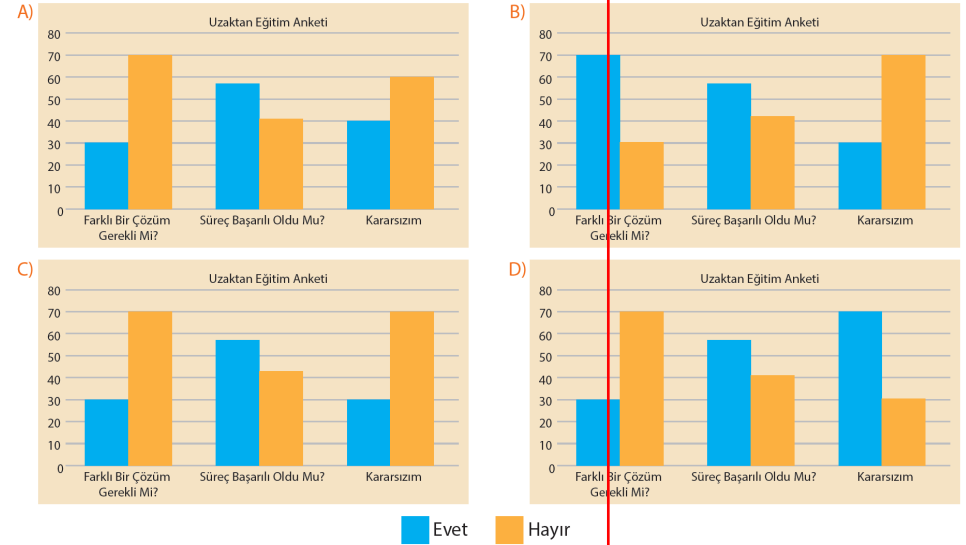 A)
Uzaktan Eğitim Anketi
80
70
60
50
40
30
20
10
0
Farklı Bir Çözüm
Gerekli Mi?
Süreç Başarılı Oldu Mu?
Kararsızım
B)
Uzaktan Eğitim Anketi
80
70
60
50
40
30
20
10
0
Farklı Bir Çözüm
Gerekli Mi?
Süreç Başarılı Oldu Mu?
Kararsızım
C)
Uzaktan Eğitim Anketi
80
70
60
50
40
30
20
10
0
Farklı Bir Çözüm
Gerekli Mi?
Süreç Başarılı Oldu Mu?
Kararsızım
D)
Uzaktan Eğitim Anketi
80
70
60
50
40
30
20
10
0
Farklı Bir Çözüm
Gerekli Mi?
Süreç Başarılı Oldu Mu?
Kararsızım
Evet
Hayır